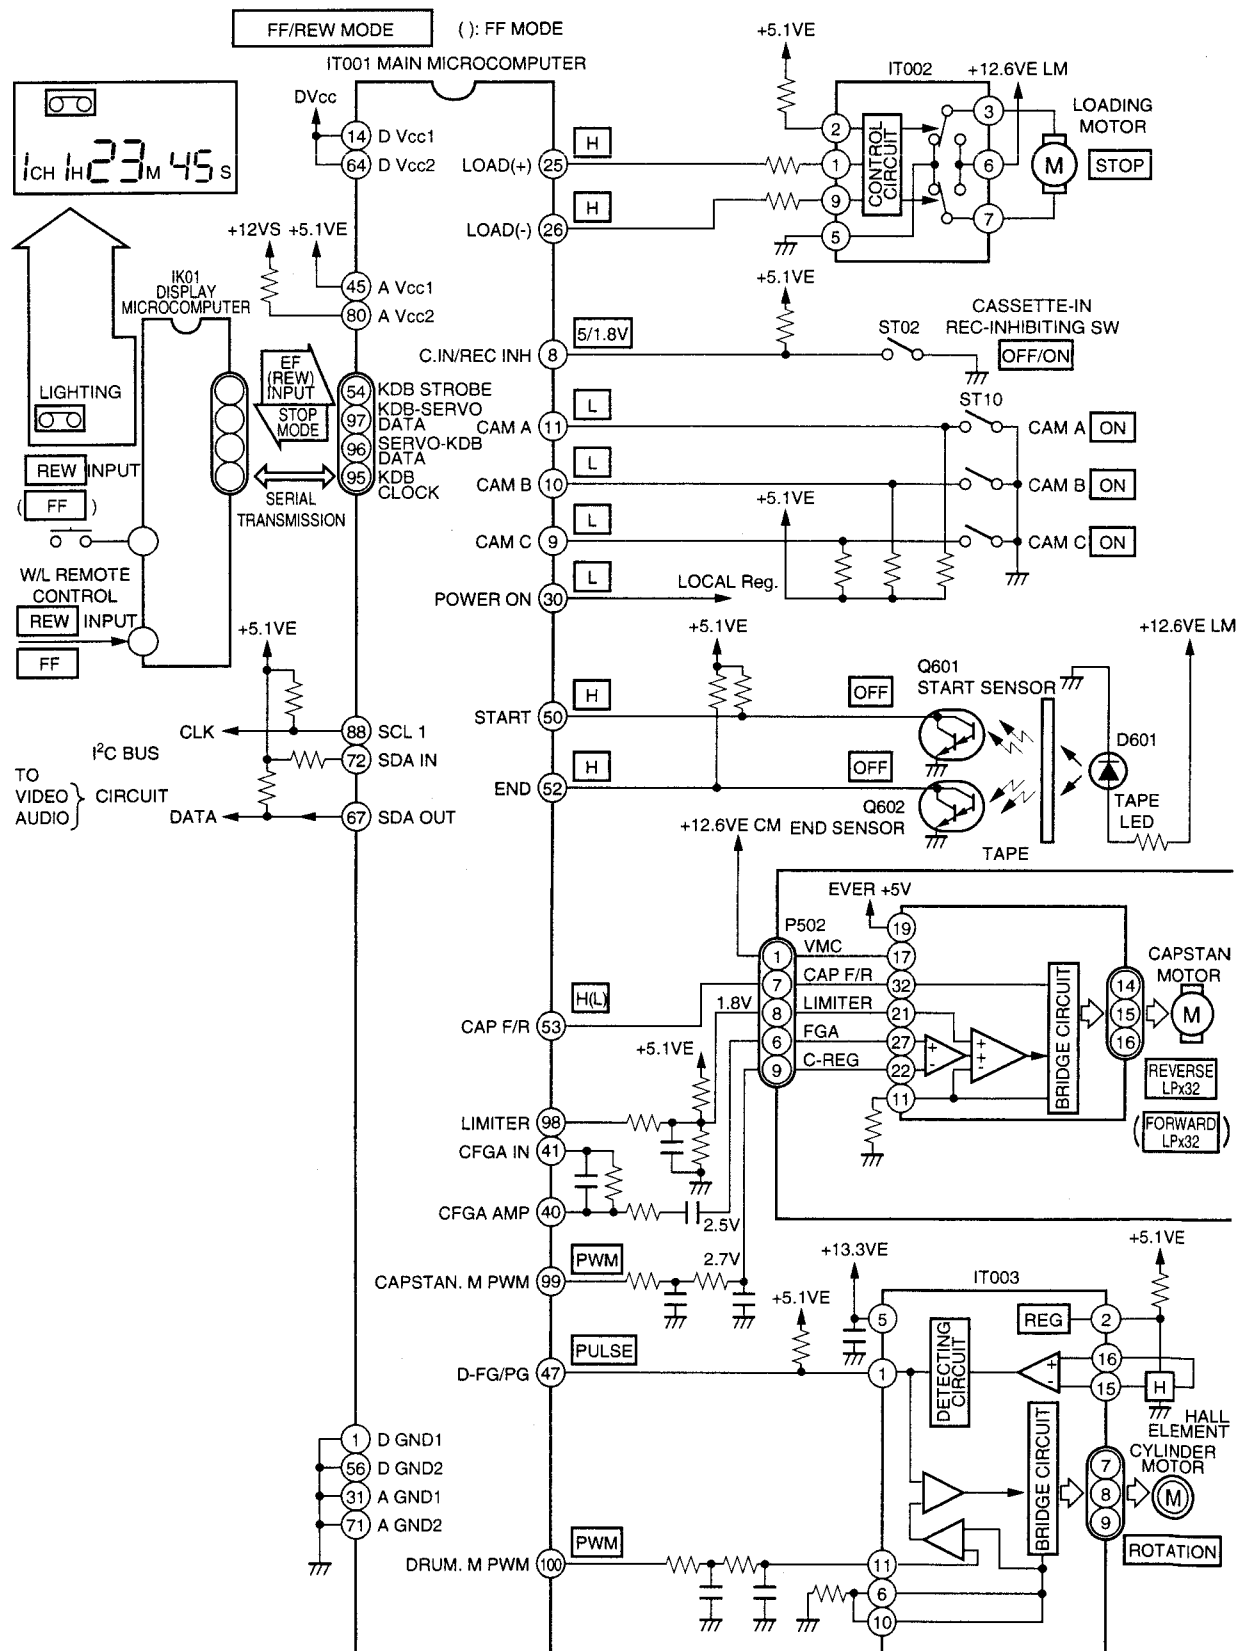 FF/REW MODE ( ): FF MODE
IT001 MAIN MICROCOMPUTER
1CH 1H 23M 45S
LIGHTING
REW INPUT
( FF )
W/L REMOTE
CONTROL
REW INPUT
FF
IK01
DISPLAY
MICROCOMPUTER
EF
(REW)
INPUT
STOP
MODE
SERIAL
TRANSMISSION
DVcc
14 D Vcc1
64 D Vcc2
+12VS +5.1VE
45 A Vcc1
80 A Vcc2
54 KDB STROBE
97 KDB-SERVO
DATA
96 SERVO-KDB
DATA
95 KDB
CLOCK
+5.1VE
CLK 88 SCL 1
I²C BUS 72 SDA IN
TO
VIDEO
AUDIO } CIRCUIT
DATA 67 SDA OUT
1 D GND1
56 D GND2
31 A GND1
71 A GND2
LOAD(+) 25 H
LOAD(-) 26 H
+5.1VE
IT002
+12.6VE LM
2
1
9
5
CONTROL
CIRCUIT
3
6
7
LOADING
MOTOR
M
STOP
C.IN/REC INH 8 5/1.8V
+5.1VE
ST02
CASSETTE-IN
REC-INHIBITING SW
OFF/ON
ST10
CAM A 11 L
CAM A ON
CAM B 10 L
CAM B ON
+5.1VE
CAM C 9 L
CAM C ON
POWER ON 30 L
LOCAL Reg.
+5.1VE
+12.6VE LM
START 50 H
OFF
Q601
START SENSOR
END 52 H
OFF
Q602
END SENSOR
D601
TAPE
LED
TAPE
+12.6VE CM
EVER +5V
P502
19
1 VMC 17
7 CAP F/R 32
8 LIMITER 21
6 FGA 27
9 C-REG 22
11
+
-
+
+
-
BRIDGE CIRCUIT
14
15
16
CAPSTAN
MOTOR
M
REVERSE
LPx32
( FORWARD
LPx32 )
CAP F/R 53 H(L)
1.8V
+5.1VE
LIMITER 98
CFGA IN 41
CFGA AMP 40
2.5V
CAPSTAN. M PWM 99 PWM
2.7V
D-FG/PG 47 PULSE
+5.1VE
+13.3VE
IT003
+5.1VE
5
1
DETECTING
CIRCUIT
REG 2
+
-
16
15
H
HALL
ELEMENT
BRIDGE CIRCUIT
7
8
9
CYLINDER
MOTOR
M
ROTATION
DRUM. M PWM 100 PWM
11
6
10